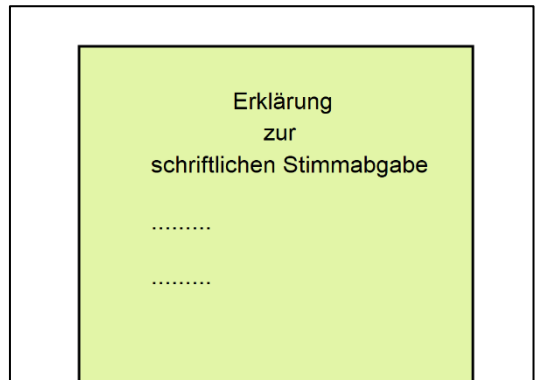 Erklärung
zur
schriftlichen Stimmabgabe
.........
.........